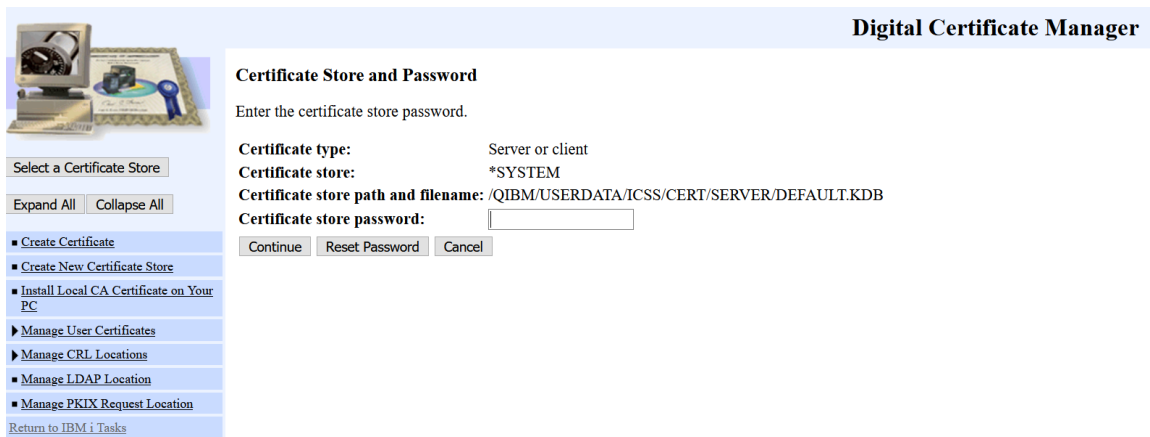 Digital Certificate Manager
Select a Certificate Store
Expand All Collapse All
Create Certificate
Create New Certificate Store
Install Local CA Certificate on Your
PC
Manage User Certificates
Manage CRL Locations
Manage LDAP Location
Manage PKIX Request Location
Return to IBM i Tasks
Certificate Store and Password
Enter the certificate store password.
Certificate type: Server or client
Certificate store: *SYSTEM
Certificate store path and filename: /QIBM/USERDATA/ICSS/CERT/SERVER/DEFAULT.KDB
Certificate store password:
Continue Reset Password Cancel